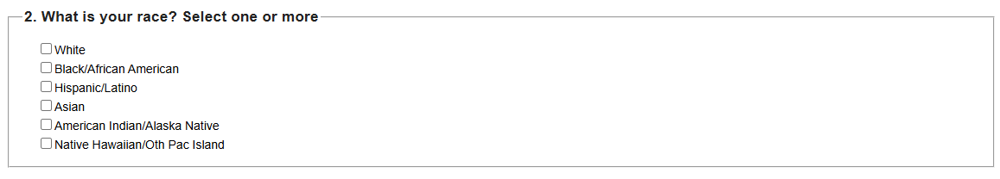 2. What is your race? Select one or more
White
Black/African American
Hispanic/Latino
Asian
American Indian/Alaska Native
Native Hawaiian/Oth Pac Island